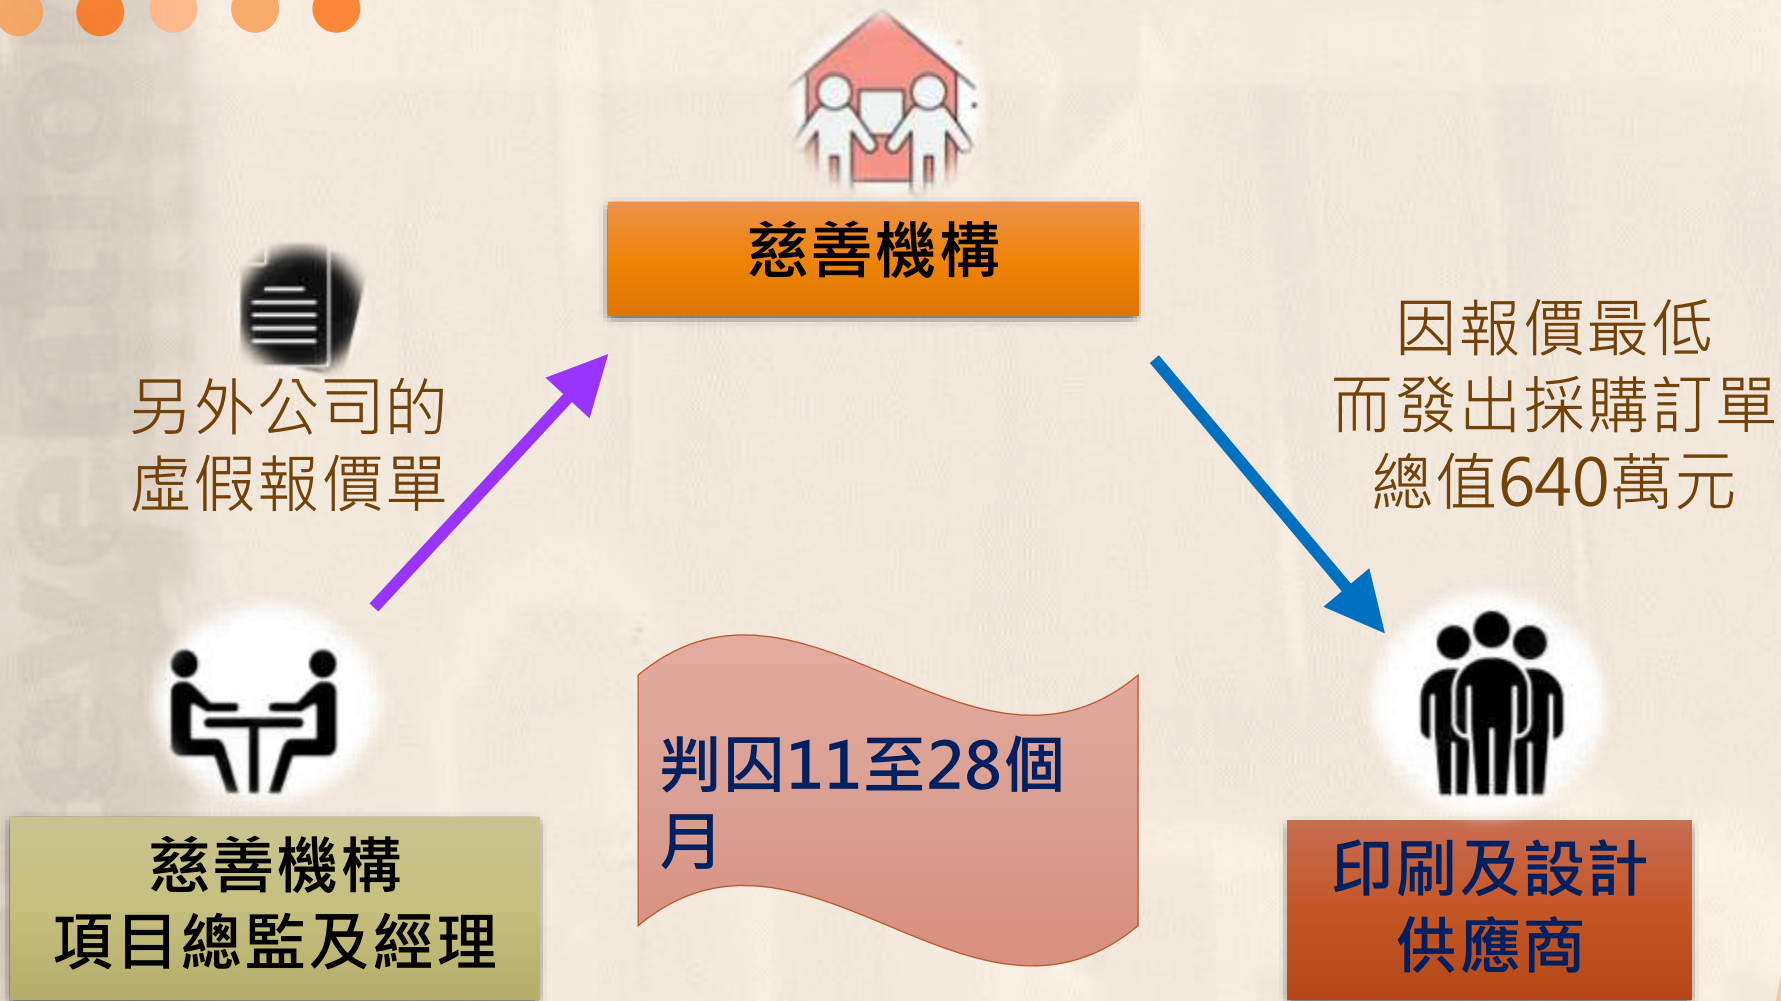 慈善機構
另外公司的
虛假報價單
因報價最低
而發出採購訂單
總值640萬元
判囚11至28個
月
慈善機構
項目總監及經理
印刷及設計
供應商